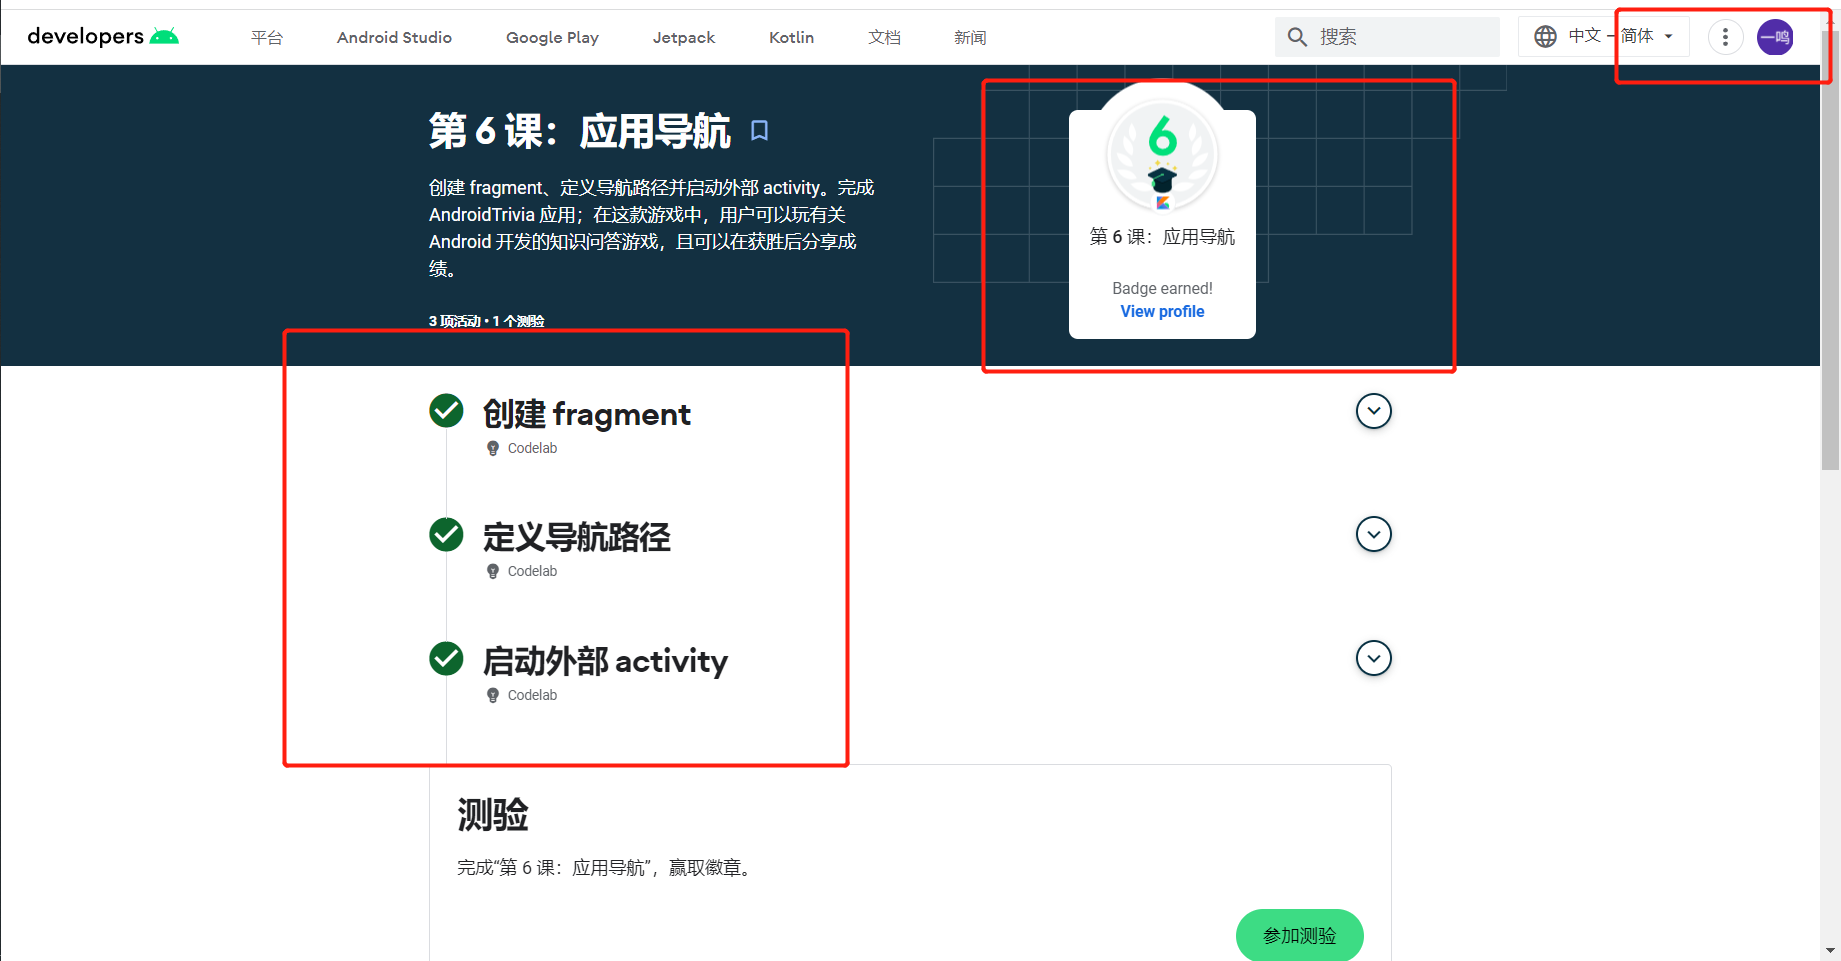 developers
平台
Android Studio
Google Play
Jetpack
Kotlin
文档
新闻
搜索
中文 – 简体
一鸣
第 6 课：应用导航
创建 fragment、定义导航路径并启动外部 activity。完成
AndroidTrivia 应用；在这款游戏中，用户可以玩有关
Android 开发的知识问答游戏，且可以在获胜后分享成
绩。
3 项活动 • 1 个测验
6
第 6 课：应用导航
Badge earned!
View profile
创建 fragment
Codelab
定义导航路径
Codelab
启动外部 activity
Codelab
测验
完成“第 6 课：应用导航”，赢取徽章。
参加测验